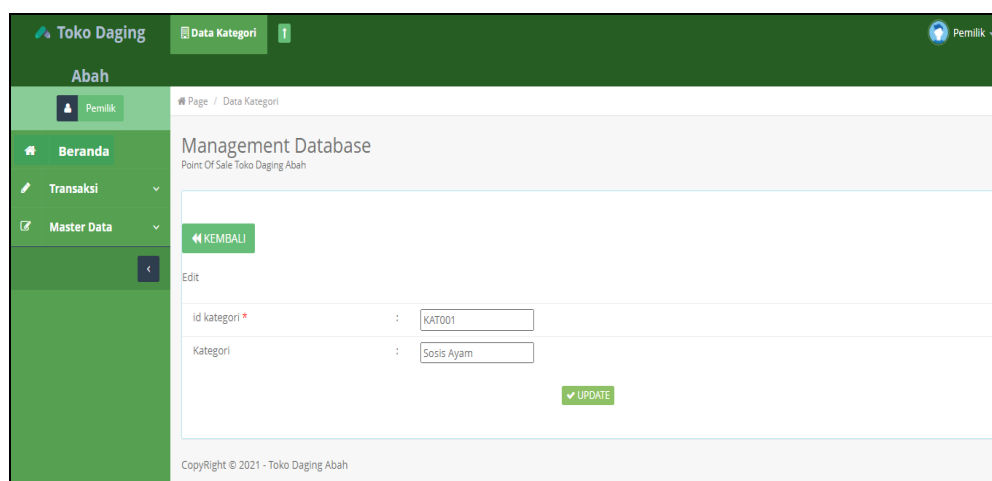 Toko Daging
Abah
Data Kategori
Pemilik
Pemilik
Page / Data Kategori
Beranda
Transaksi
Master Data
Management Database
Point Of Sale Toko Daging Abah
KEMBALI
Edit
id kategori * : KAT001
Kategori : Sosis Ayam
UPDATE
CopyRight © 2021 - Toko Daging Abah